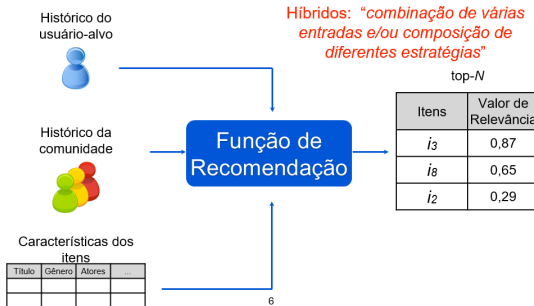 Histórico do
usuário-alvo
Híbridos: “combinação de várias
entradas e/ou composição de
diferentes estratégias”
top-N
Itens
Valor de
Relevância
i3
0,87
i8
0,65
i2
0,29
Histórico da
comunidade
Função de
Recomendação
Características dos
itens
Título Gênero Atores ...
6